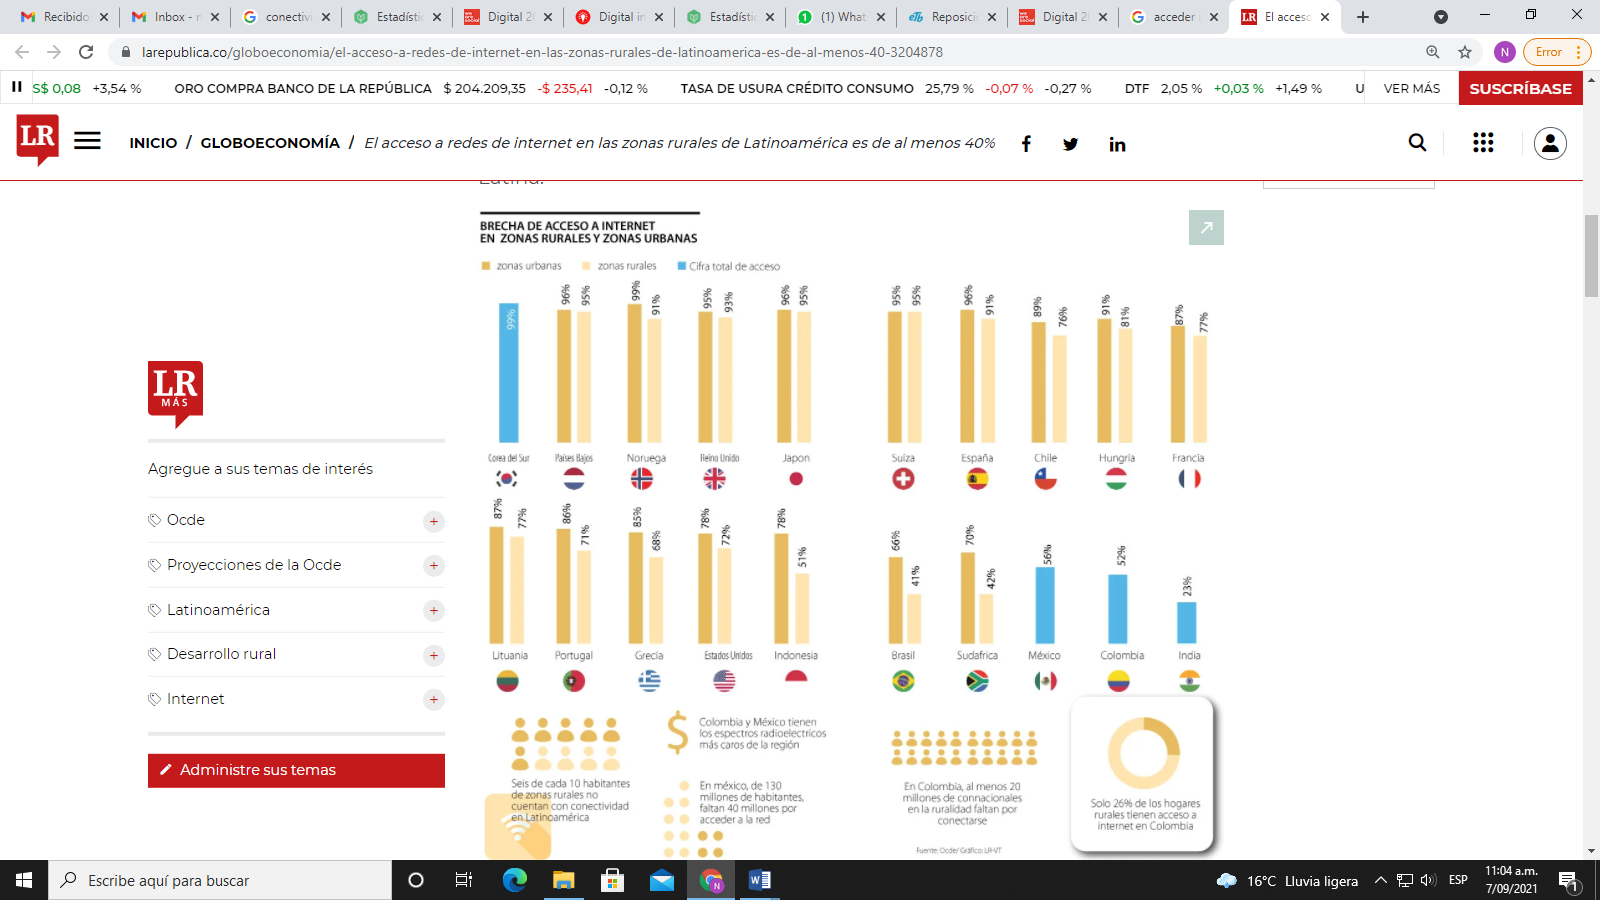 Recibido
Inbox - r
conectivi
Estadístic
Digital 20
Digital in
Estadístic
(1) What
Reposici
Digital 20
acceder
El acceso
larepublica.co/globoeconomia/el-acceso-a-redes-de-internet-en-las-zonas-rurales-de-latinoamerica-es-de-al-menos-40-3204878
N
Error
S$ 0,08 +3,54 % ORO COMPRA BANCO DE LA REPÚBLICA $ 204.209,35 -$ 235,41 -0,12 % TASA DE USURA CRÉDITO CONSUMO 25,79 % -0,07 % -0,27 % DTF 2,05 % +0,03 % +1,49 % U VER MÁS SUSCRÍBASE
LR
INICIO / GLOBOECONOMÍA / El acceso a redes de internet en las zonas rurales de Latinoamérica es de al menos 40%
Latina.
BRECHA DE ACCESO A INTERNET
EN ZONAS RURALES Y ZONAS URBANAS
zonas urbanas zonas rurales Cifra total de acceso
99% 96% 95% 99% 91% 95% 93% 96% 95% 95% 95% 96% 91% 89% 76% 91% 81% 87% 77%
Corea del Sur Países Bajos Noruega Reino Unido Japon Suiza España Chile Hungria Francia
87% 77% 86% 71% 85% 68% 78% 72% 78% 51% 66% 41% 70% 42% 56% 52% 23%
Lituania Portugal Grecia Estados Unidos Indonesia Brasil Sudafrica México Colombia India
Seis de cada 10 habitantes
de zonas rurales no
cuentan con conectividad
en Latinoamérica
Colombia y México tienen
los espectros radioelectricos
más caros de la región
En méxico, de 130
millones de habitantes,
faltan 40 millones por
acceder a la red
En Colombia, al menos 20
millones de connacionales
en la ruralidad faltan por
conectarse
Fuente: Ocde/ Gráfico: LR-VT
Solo 26% de los hogares
rurales tienen acceso a
internet en Colombia
LR
MÁS
Agregue a sus temas de interés
Ocde +
Proyecciones de la Ocde +
Latinoamérica +
Desarrollo rural +
Internet +
Administre sus temas
Escribe aquí para buscar
16°C Lluvia ligera
ESP
11:04 a.m.
7/09/2021
1